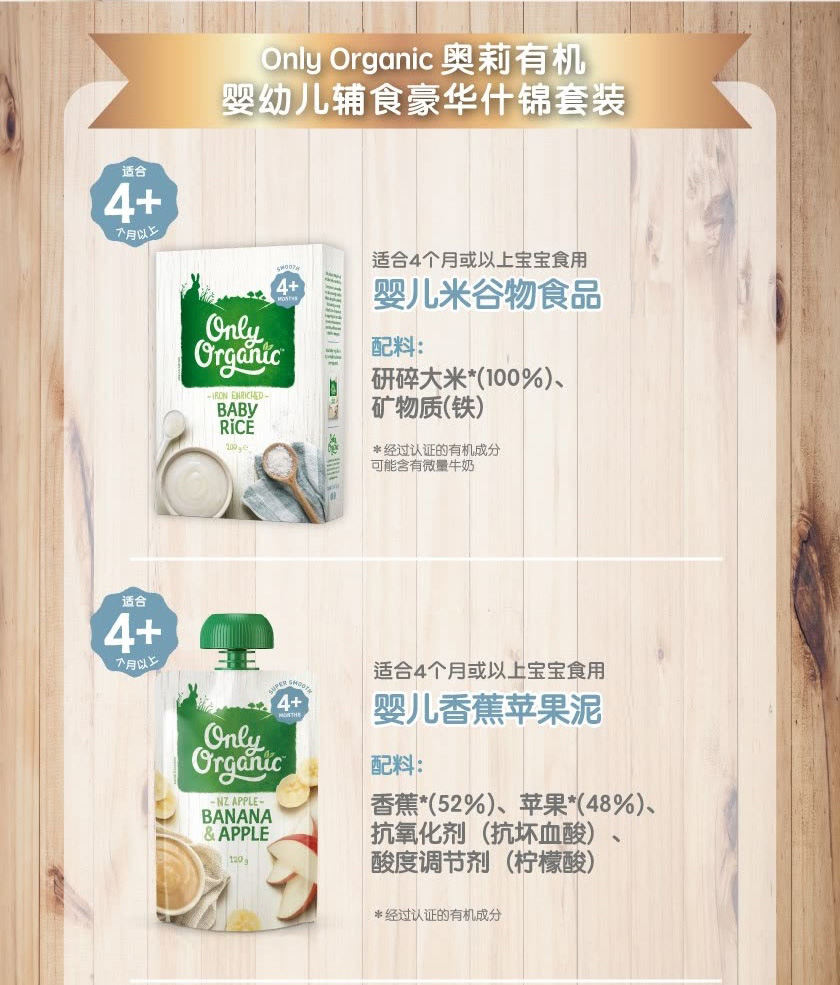 Only Organic 奥莉有机
婴幼儿辅食豪华什锦套装
适合
4+
个月以上
SMOOTH
4+
MONTHS
Only
Organic
IRON ENRICHED
BABY
RICE
200g e
适合4个月或以上宝宝食用
婴儿米谷物食品
配料:
研碎大米*(100%)、
矿物质(铁)
*经过认证的有机成分
可能含有微量牛奶
适合
4+
个月以上
SUPER SMOOTH
4+
MONTHS
Only
Organic
-NZ APPLE-
BANANA
& APPLE
120g
适合4个月或以上宝宝食用
婴儿香蕉苹果泥
配料:
香蕉*(52%)、苹果*(48%)、
抗氧化剂（抗坏血酸）、
酸度调节剂（柠檬酸）
*经过认证的有机成分